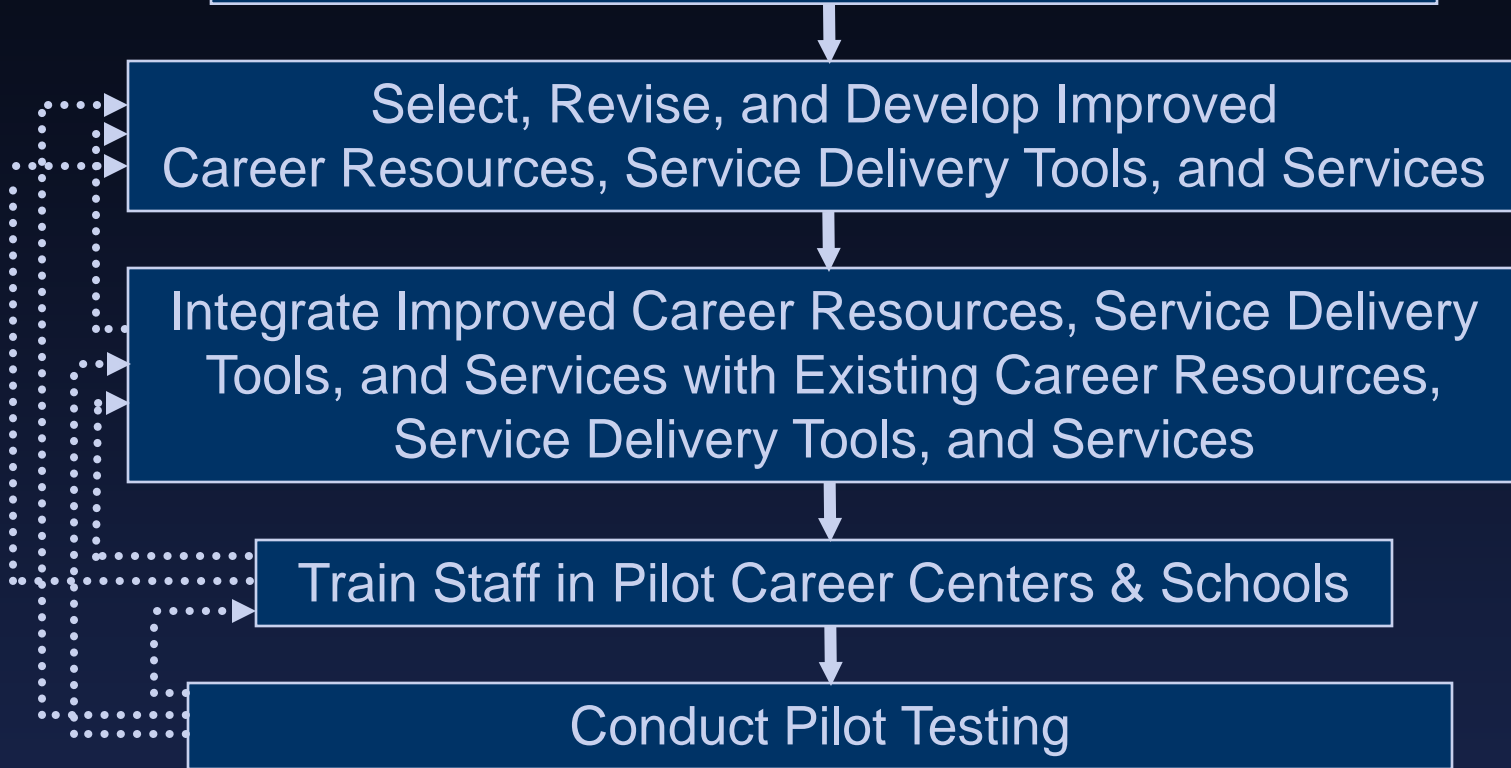 Select, Revise, and Develop Improved
Career Resources, Service Delivery Tools, and Services
Integrate Improved Career Resources, Service Delivery
Tools, and Services with Existing Career Resources,
Service Delivery Tools, and Services
Train Staff in Pilot Career Centers & Schools
Conduct Pilot Testing